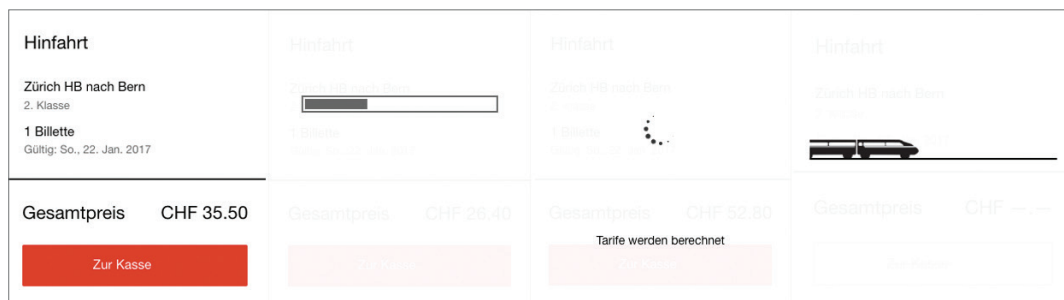 Hinfahrt
Zürich HB nach Bern
2. Klasse
1 Billette
Gültig: So., 22. Jan. 2017
Gesamtpreis CHF 35.50
Zur Kasse
Hinfahrt
Zürich HB nach Bern
1 Billette
Gesamtpreis CHF 26.40
Hinfahrt
Zürich HB nach Bern
2. Klasse
1 Billette
Gesamtpreis CHF 52.80
Tarife werden berechnet
Zur Kasse
Hinfahrt
Zürich HB nach Bern
Gesamtpreis CHF —.—